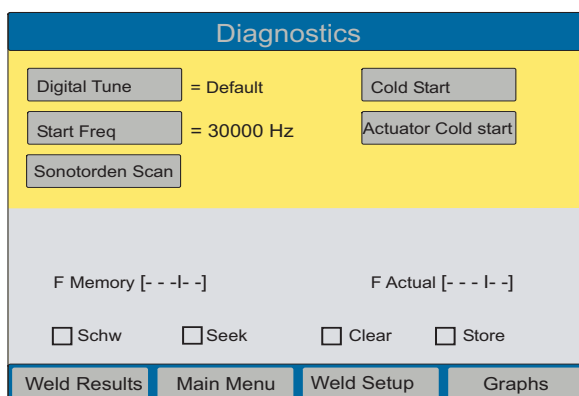 Diagnostics
Digital Tune = Default Cold Start
Start Freq = 30000 Hz Actuator Cold start
Sonotorden Scan
F Memory [- - -I- -] F Actual [- - - I- -]
Schw Seek Clear Store
Weld Results Main Menu Weld Setup Graphs